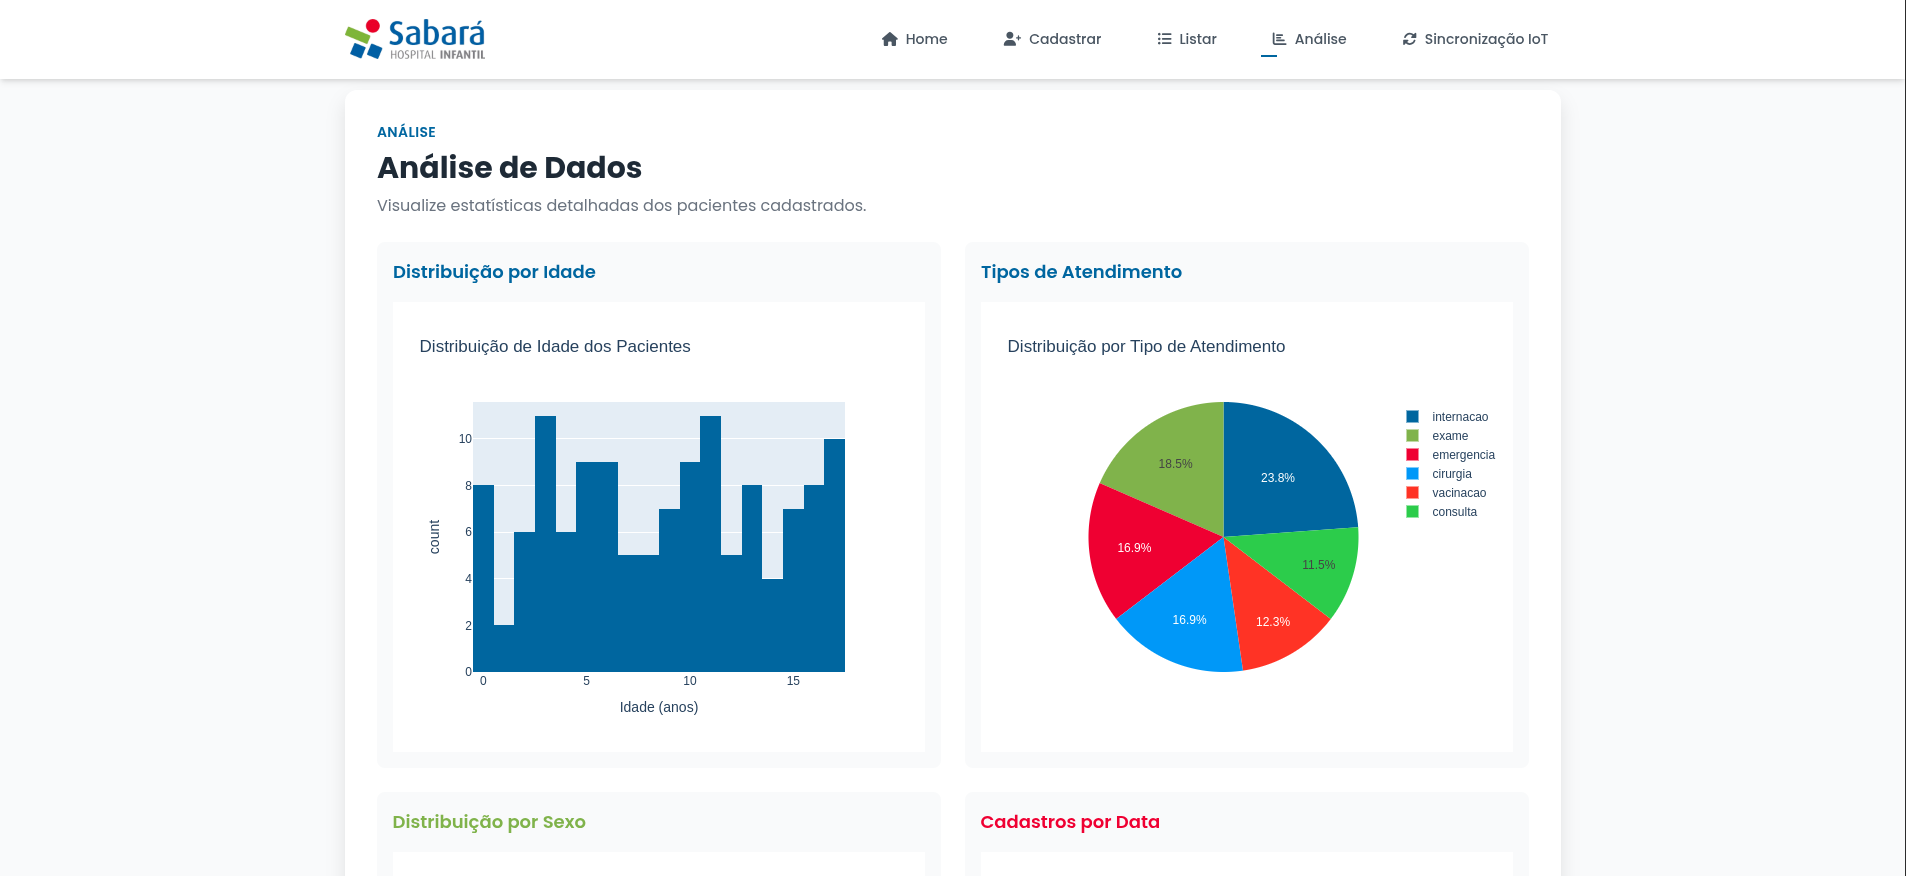 Sabará
HOSPITAL INFANTIL
Home
Cadastrar
Listar
Análise
Sincronização IoT
ANÁLISE
Análise de Dados
Visualize estatísticas detalhadas dos pacientes cadastrados.
Distribuição por Idade
Distribuição de Idade dos Pacientes
10
8
6
4
2
0
count
0
5
10
15
Idade (anos)
Tipos de Atendimento
Distribuição por Tipo de Atendimento
18.5%
23.8%
16.9%
11.5%
16.9%
12.3%
internacao
exame
emergencia
cirurgia
vacinacao
consulta
Distribuição por Sexo
Cadastros por Data